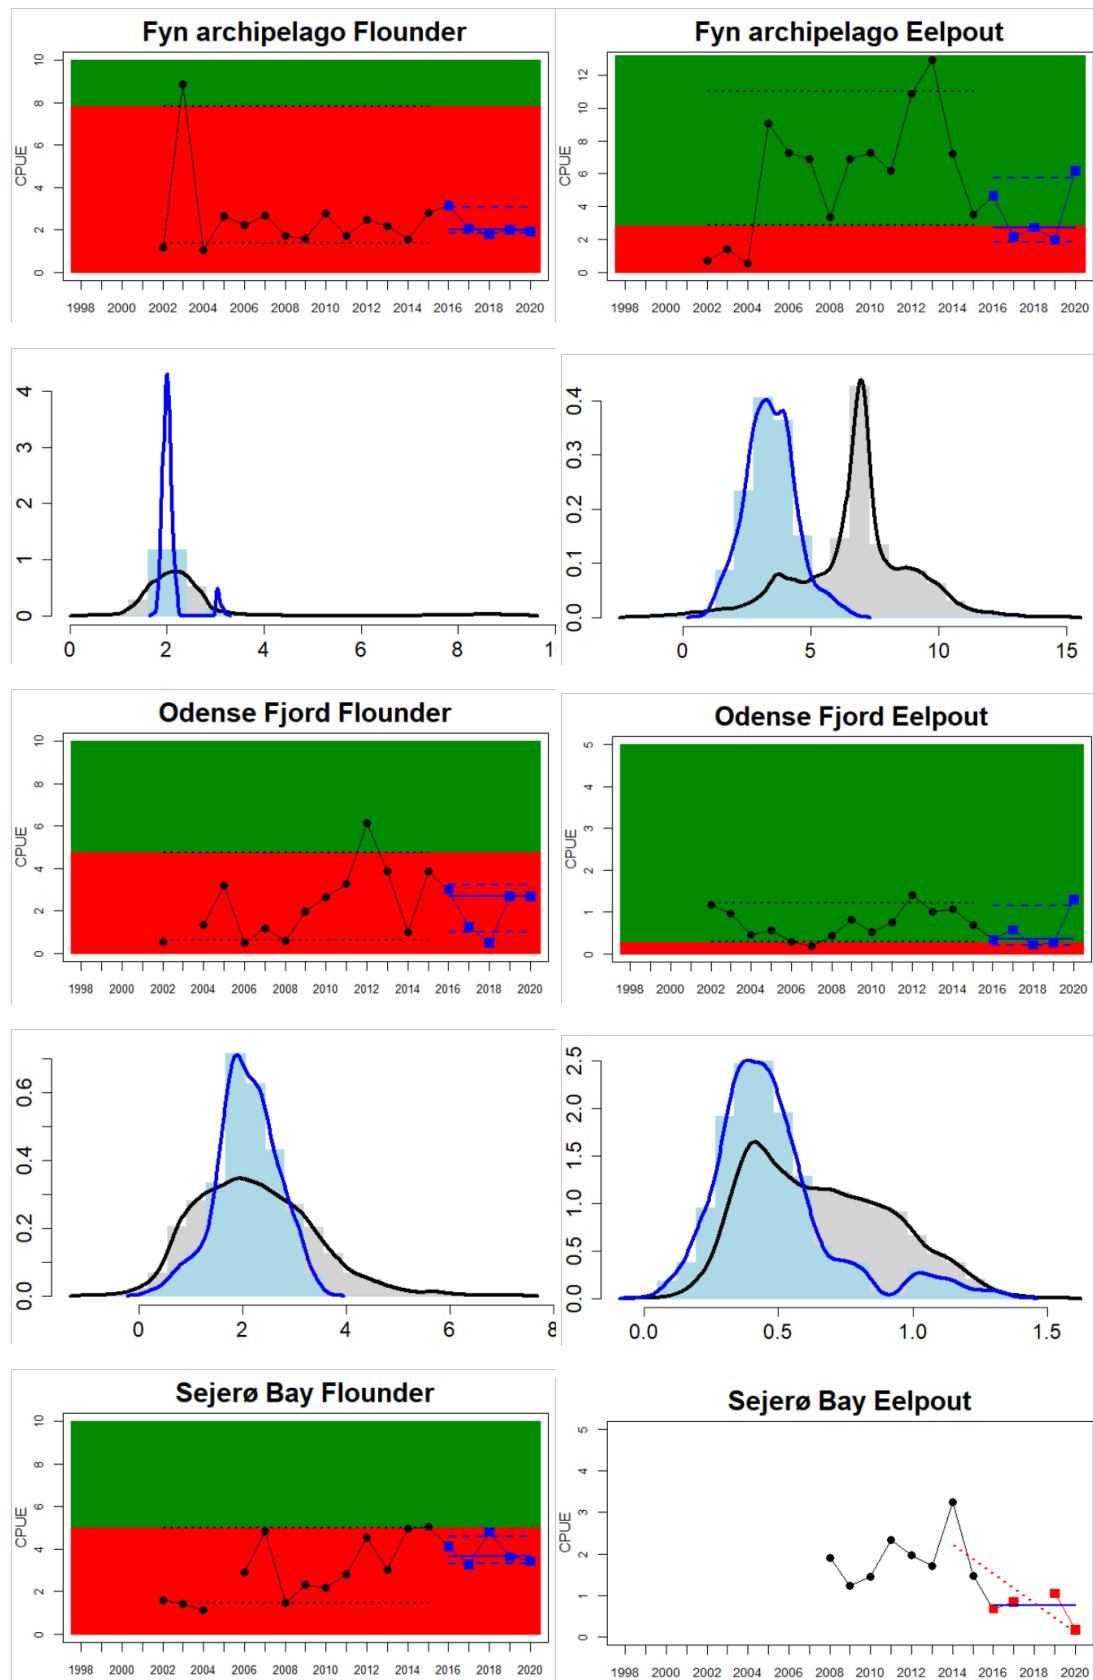 Fyn archipelago Flounder
CPUE
0 2 4 6 8 10
1998 2000 2002 2004 2006 2008 2010 2012 2014 2016 2018 2020
Fyn archipelago Eelpout
CPUE
0 2 4 6 8 10 12
1998 2000 2002 2004 2006 2008 2010 2012 2014 2016 2018 2020
0 1 2 3 4
0 2 4 6 8
0.0 0.1 0.2 0.3 0.4
0 5 10 15
Odense Fjord Flounder
CPUE
0 2 4 6 8 10
1998 2000 2002 2004 2006 2008 2010 2012 2014 2016 2018 2020
Odense Fjord Eelpout
CPUE
0 1 2 3 4 5
1998 2000 2002 2004 2006 2008 2010 2012 2014 2016 2018 2020
0.0 0.2 0.4 0.6
0 2 4 6 8
0.0 0.5 1.0 1.5 2.0 2.5
0.0 0.5 1.0 1.5
Sejerø Bay Flounder
CPUE
0 2 4 6 8 10
1998 2000 2002 2004 2006 2008 2010 2012 2014 2016 2018 2020
Sejerø Bay Eelpout
CPUE
0 1 2 3 4 5
1998 2000 2002 2004 2006 2008 2010 2012 2014 2016 2018 2020